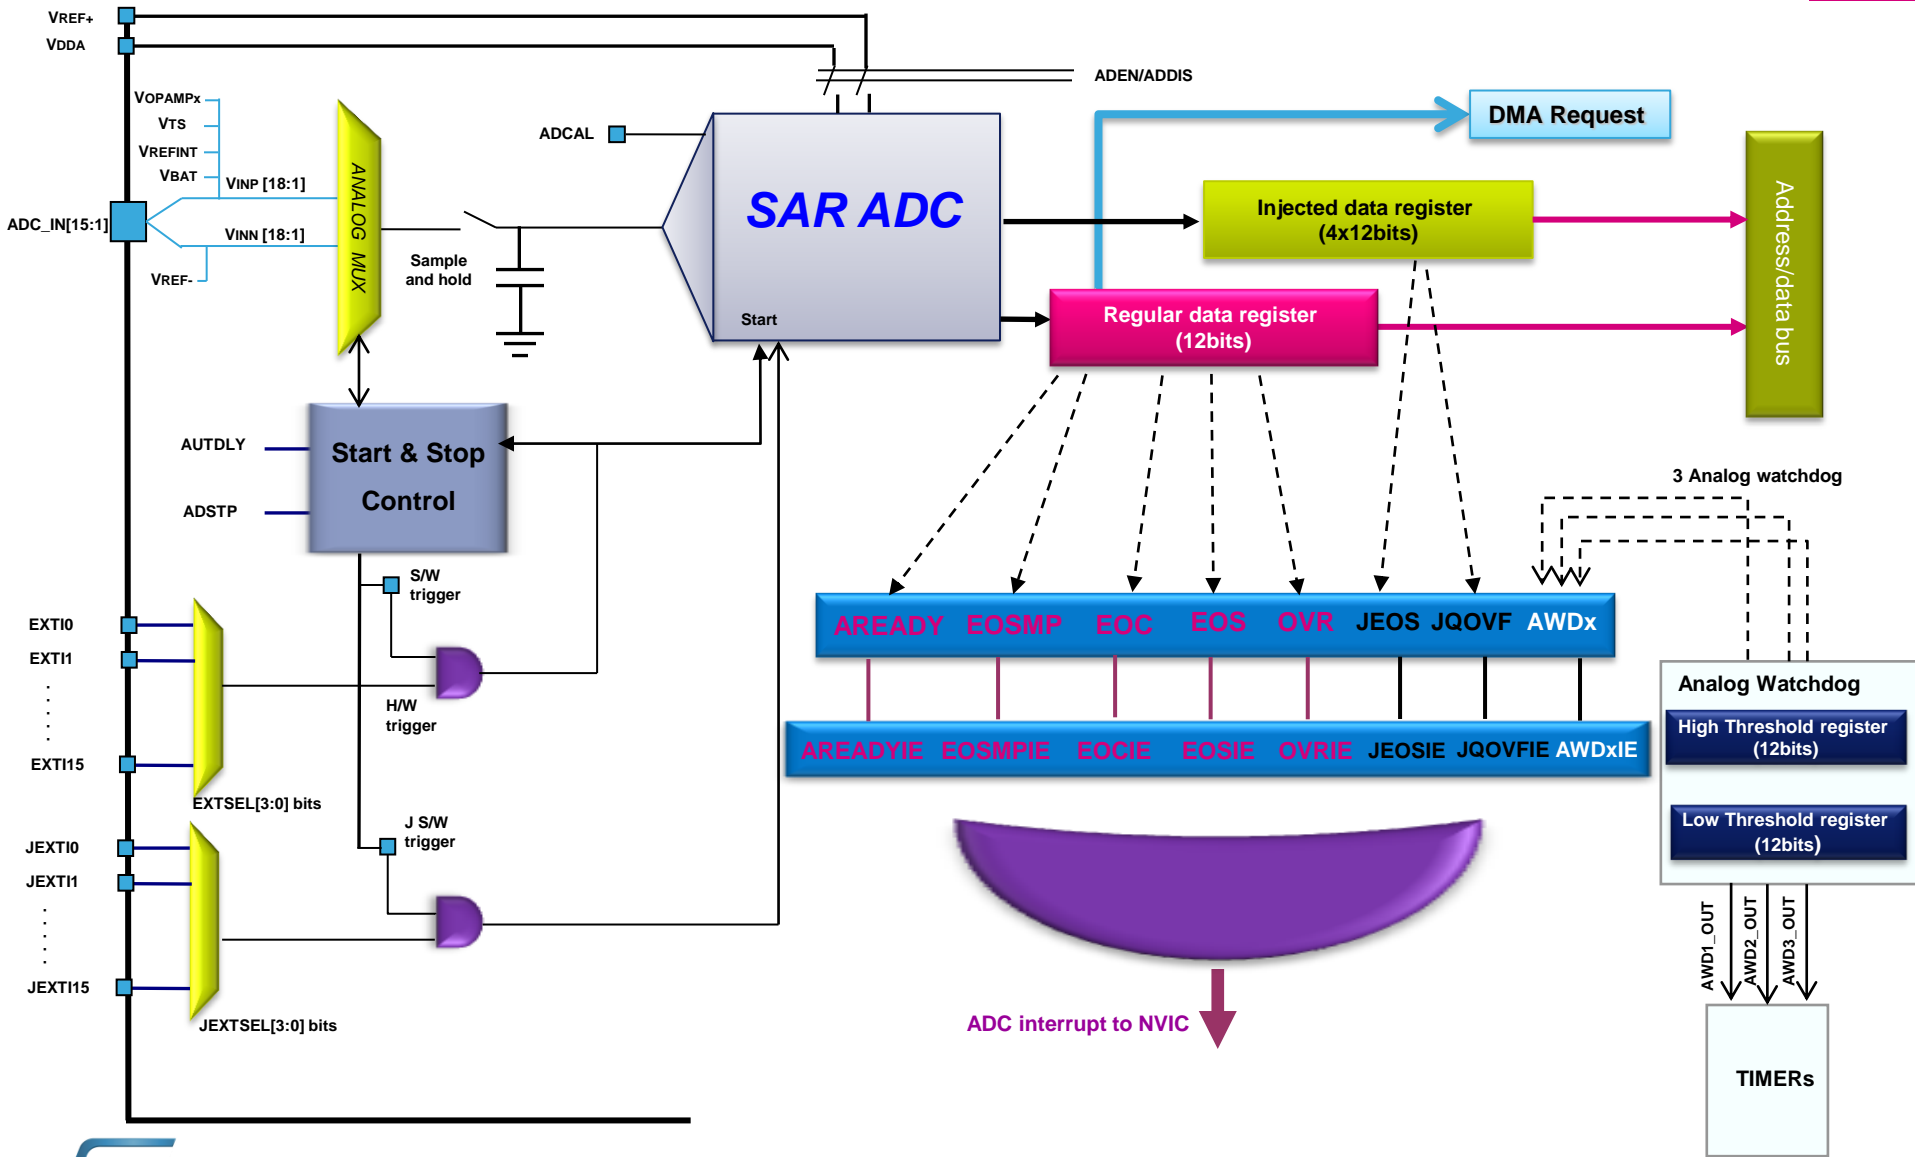 VREF+
VDDA
ADEN/ADDIS
VOPAMPx
VTS
VREFINT
VBAT
VINP [18:1]
ADC_IN[15:1]
VINN [18:1]
VREF-
ANALOG MUX
Sample
and hold
ADCAL
SAR ADC
Start
DMA Request
Injected data register
(4x12bits)
Regular data register
(12bits)
Address/data bus
AUTDLY
ADSTP
Start & Stop
Control
S/W
trigger
H/W
trigger
EXTI0
EXTI1
. . . . .
EXTI15
EXTSEL[3:0] bits
J S/W
trigger
JEXTI0
JEXTI1
. . . . .
JEXTI15
JEXTSEL[3:0] bits
3 Analog watchdog
AREADY EOSMP EOC EOS OVR JEOS JQOVF AWDx
AREADYIE EOSMPIE EOCIE EOSIE OVRIE JEOSIE JQOVFIE AWDxIE
Analog Watchdog
High Threshold register
(12bits)
Low Threshold register
(12bits)
AWD1_OUT
AWD2_OUT
AWD3_OUT
ADC interrupt to NVIC
TIMERs